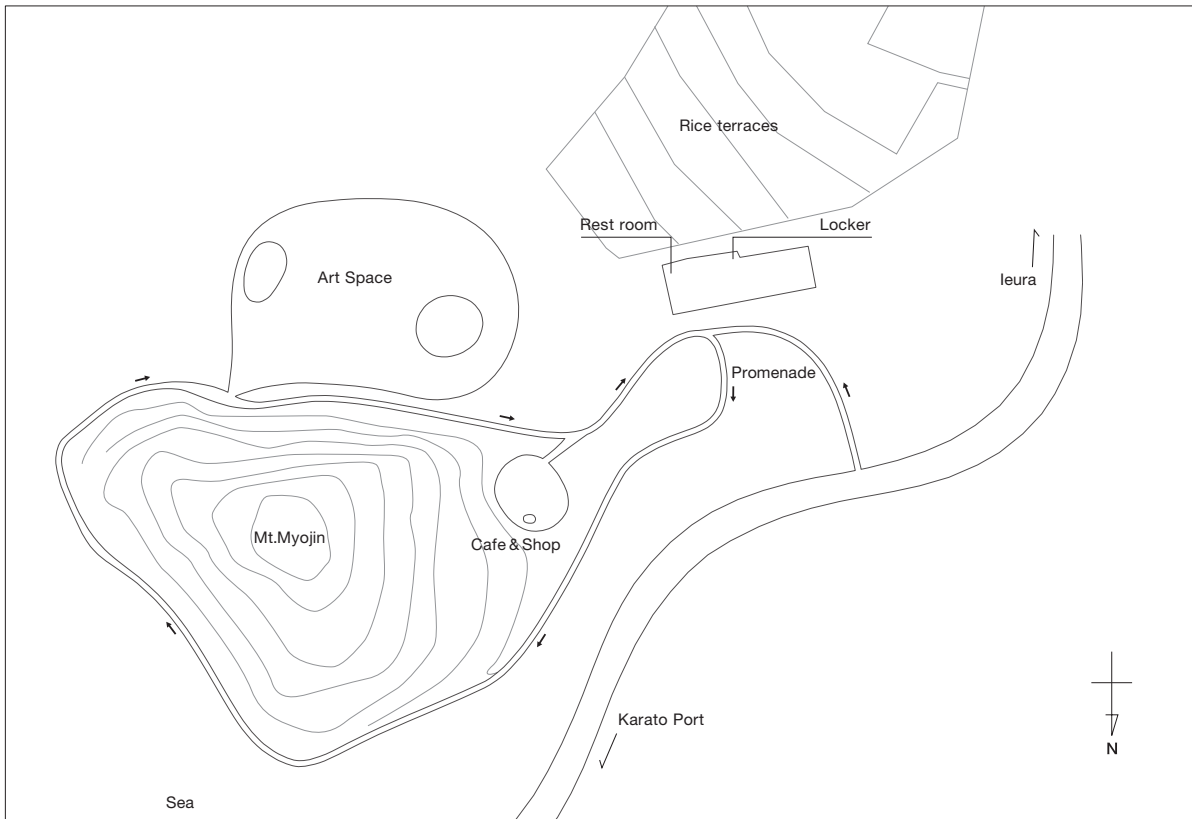 Rice terraces
Rest room
Locker
Art Space
Ieura
Promenade
Mt.Myojin
Cafe & Shop
Karato Port
N
Sea